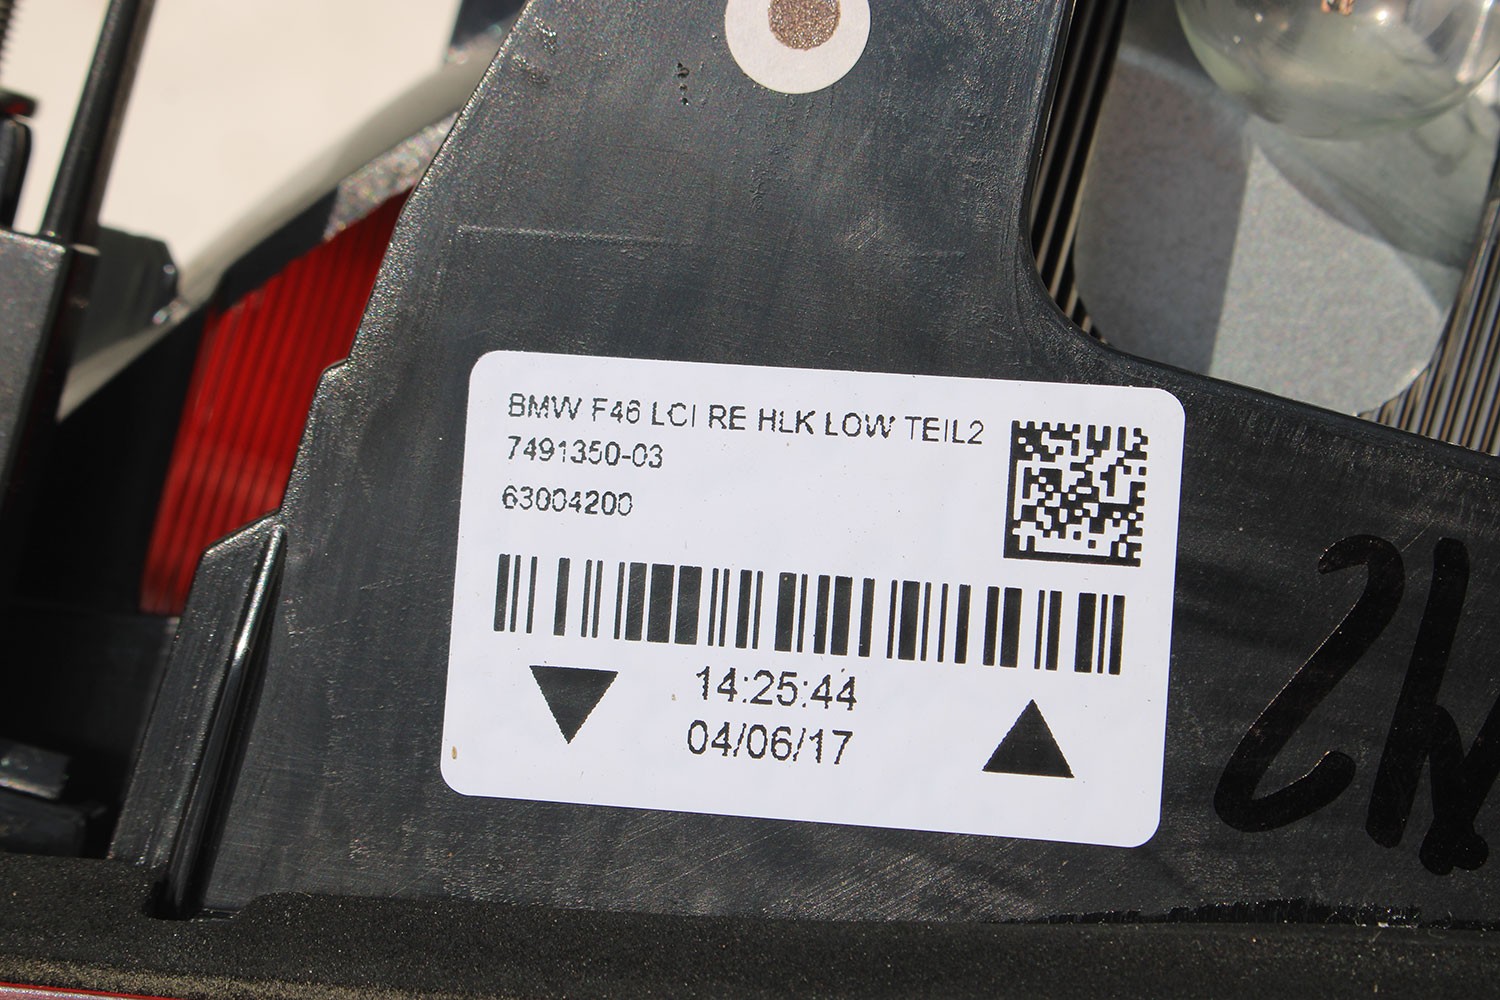 BMW F46 LCI RE HLK LOW TEIL2
7491350-03
63004200
14:25:44
04/06/17